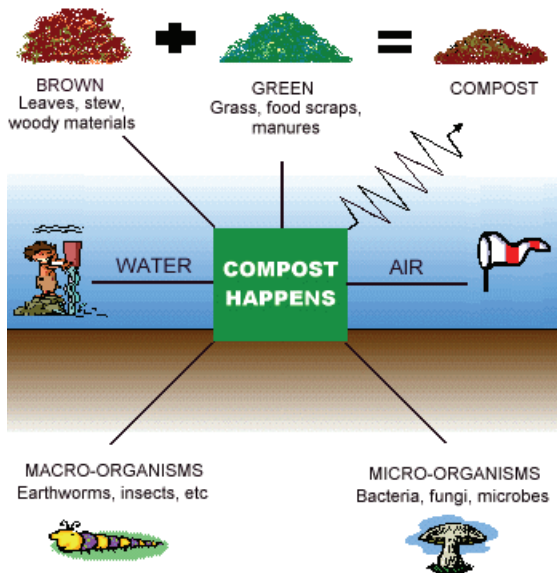 BROWN
Leaves, stew,
woody materials
GREEN
Grass, food scraps,
manures
COMPOST
WATER
COMPOST
HAPPENS
AIR
MACRO-ORGANISMS
Earthworms, insects, etc
MICRO-ORGANISMS
Bacteria, fungi, microbes